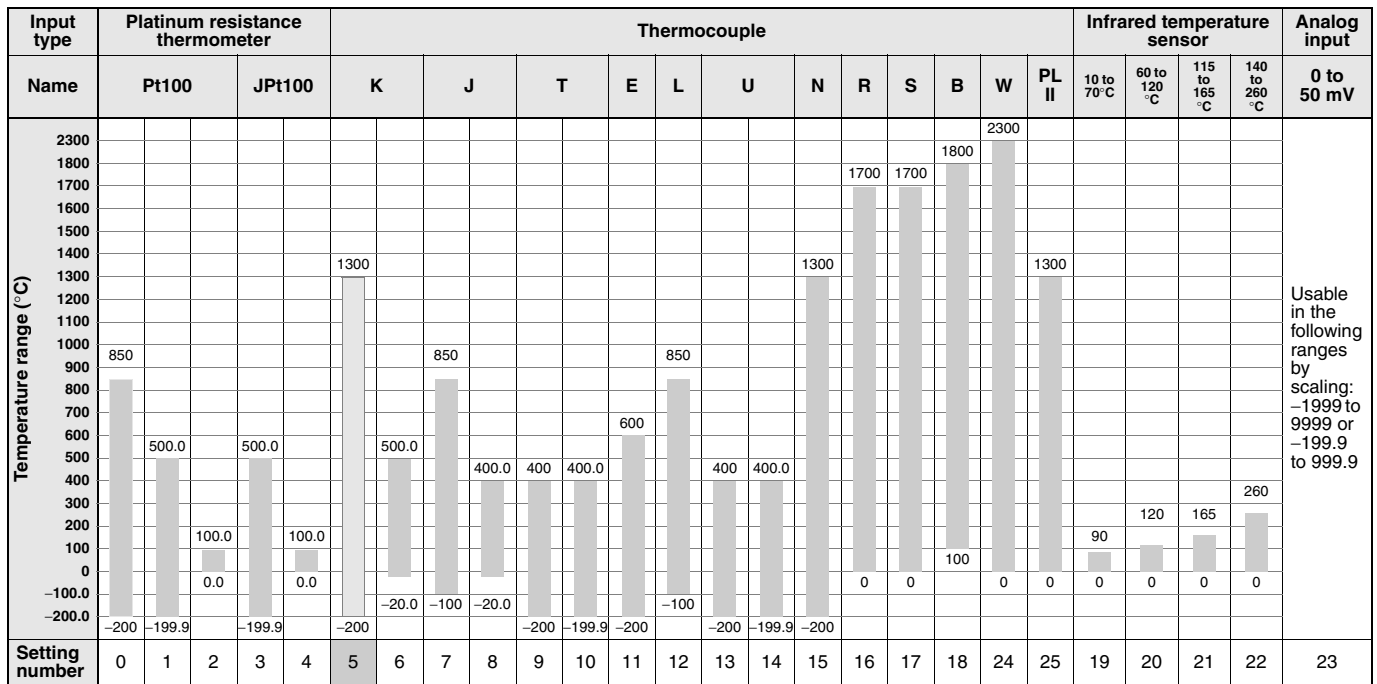 Input type
Platinum resistance thermometer
Thermocouple
Infrared temperature sensor
Analog input
Name
Pt100
JPt100
K
J
T
E
L
U
N
R
S
B
W
PL II
10 to 70°C
60 to 120 °C
115 to 165 °C
140 to 260 °C
0 to 50 mV
Temperature range (°C)
2300
1800
1700
1600
1500
1400
1300
1200
1100
1000
900
800
700
600
500
400
300
200
100
0
−100.0
−200.0
850
−200
500.0
−199.9
100.0
0.0
500.0
−199.9
100.0
0.0
1300
−200
500.0
−20.0
850
−100
400.0
−20.0
400
−200
400.0
−199.9
600
−200
850
−100
400
−200
400.0
−199.9
1300
−200
1700
0
1700
0
1800
100
2300
0
1300
0
90
0
120
0
165
0
260
0
Usable
in the
following
ranges
by
scaling:
−1999 to
9999 or
−199.9
to 999.9
Setting number
0
1
2
3
4
5
6
7
8
9
10
11
12
13
14
15
16
17
18
24
25
19
20
21
22
23